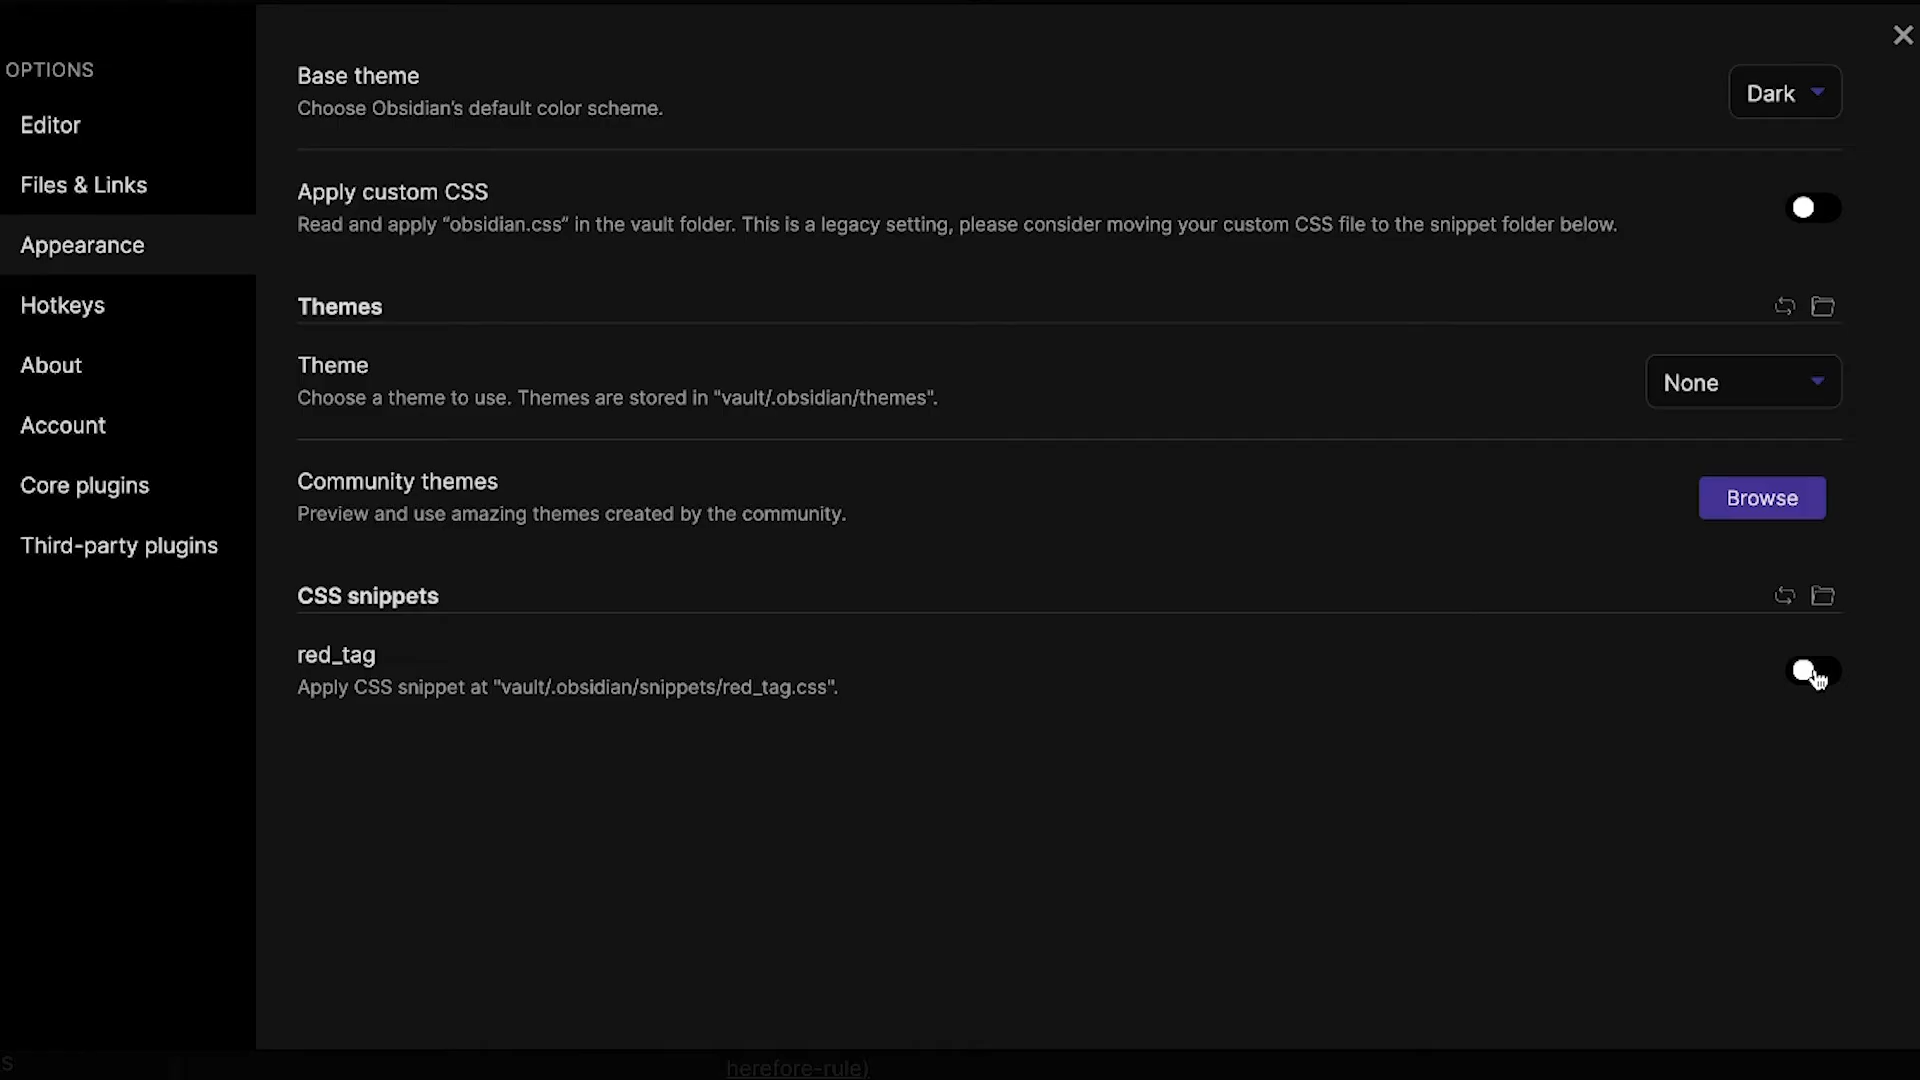 OPTIONS
Editor
Files & Links
Appearance
Hotkeys
About
Account
Core plugins
Third-party plugins
Base theme
Choose Obsidian's default color scheme.
Dark
Apply custom CSS
Read and apply “obsidian.css” in the vault folder. This is a legacy setting, please consider moving your custom CSS file to the snippet folder below.
Themes
Theme
Choose a theme to use. Themes are stored in "vault/.obsidian/themes".
None
Community themes
Preview and use amazing themes created by the community.
Browse
CSS snippets
red_tag
Apply CSS snippet at "vault/.obsidian/snippets/red_tag.css".
s
herefore-rule)